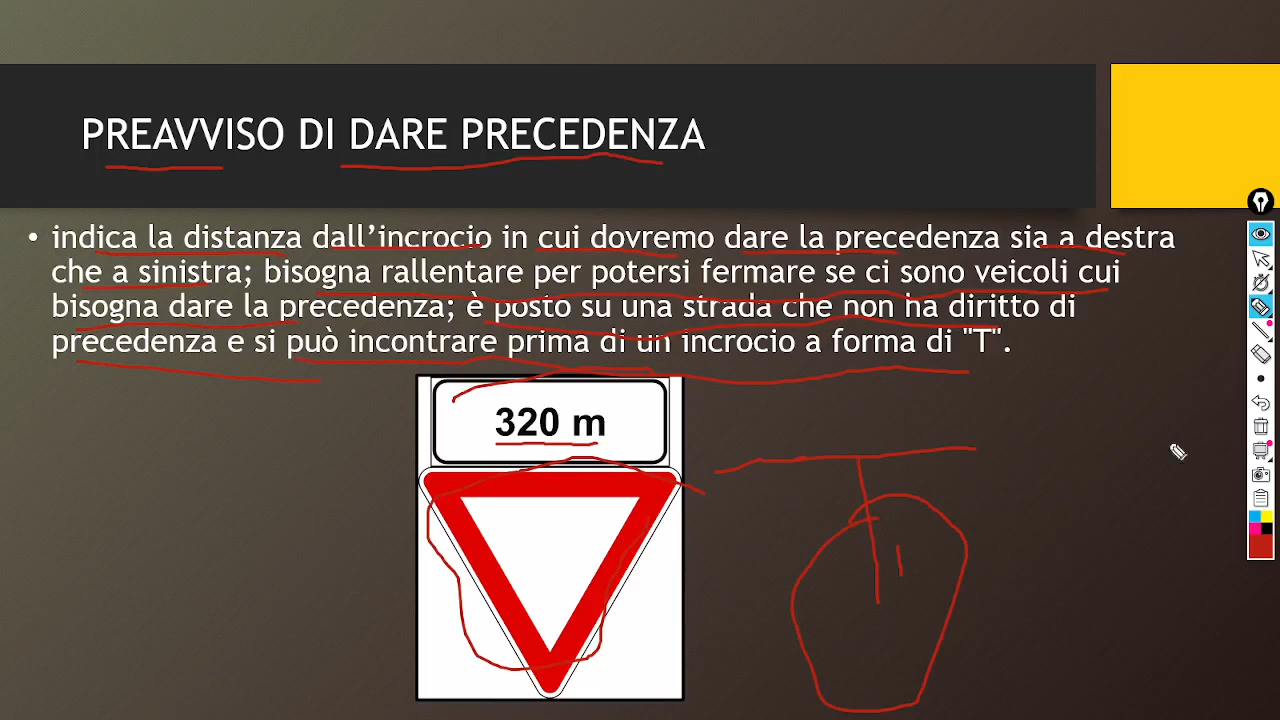 PREAVVISO DI DARE PRECEDENZA
• indica la distanza dall’incrocio in cui dovremo dare la precedenza sia a destra
che a sinistra; bisogna rallentare per potersi fermare se ci sono veicoli cui
bisogna dare la precedenza; è posto su una strada che non ha diritto di
precedenza e si può incontrare prima di un incrocio a forma di "T".
320 m